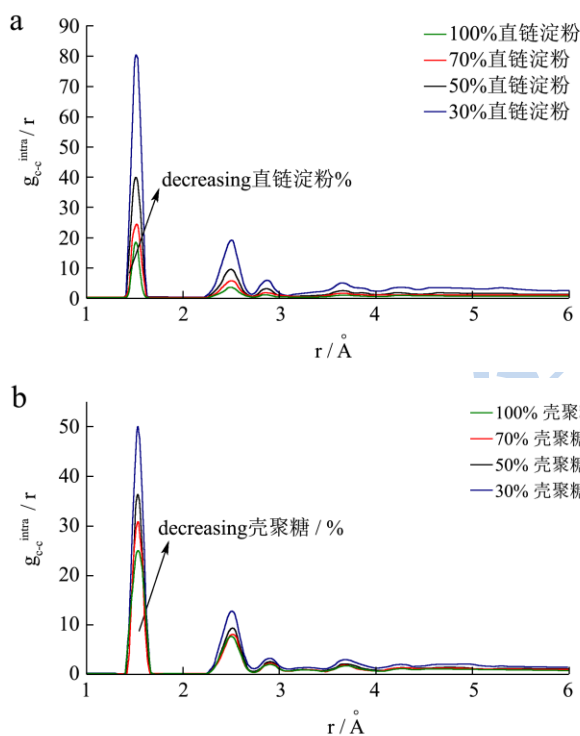 a
g c-c intra / r
90
80
70
60
50
40
30
20
10
0
100%直链淀粉
70%直链淀粉
50%直链淀粉
30%直链淀粉
decreasing直链淀粉%
1 2 3 4 5 6
r / Å
b
g c-c intra / r
50
40
30
20
10
0
100% 壳聚
70% 壳聚糖
50% 壳聚糖
30% 壳聚糖
decreasing壳聚糖 / %
1 2 3 4 5 6
r / Å